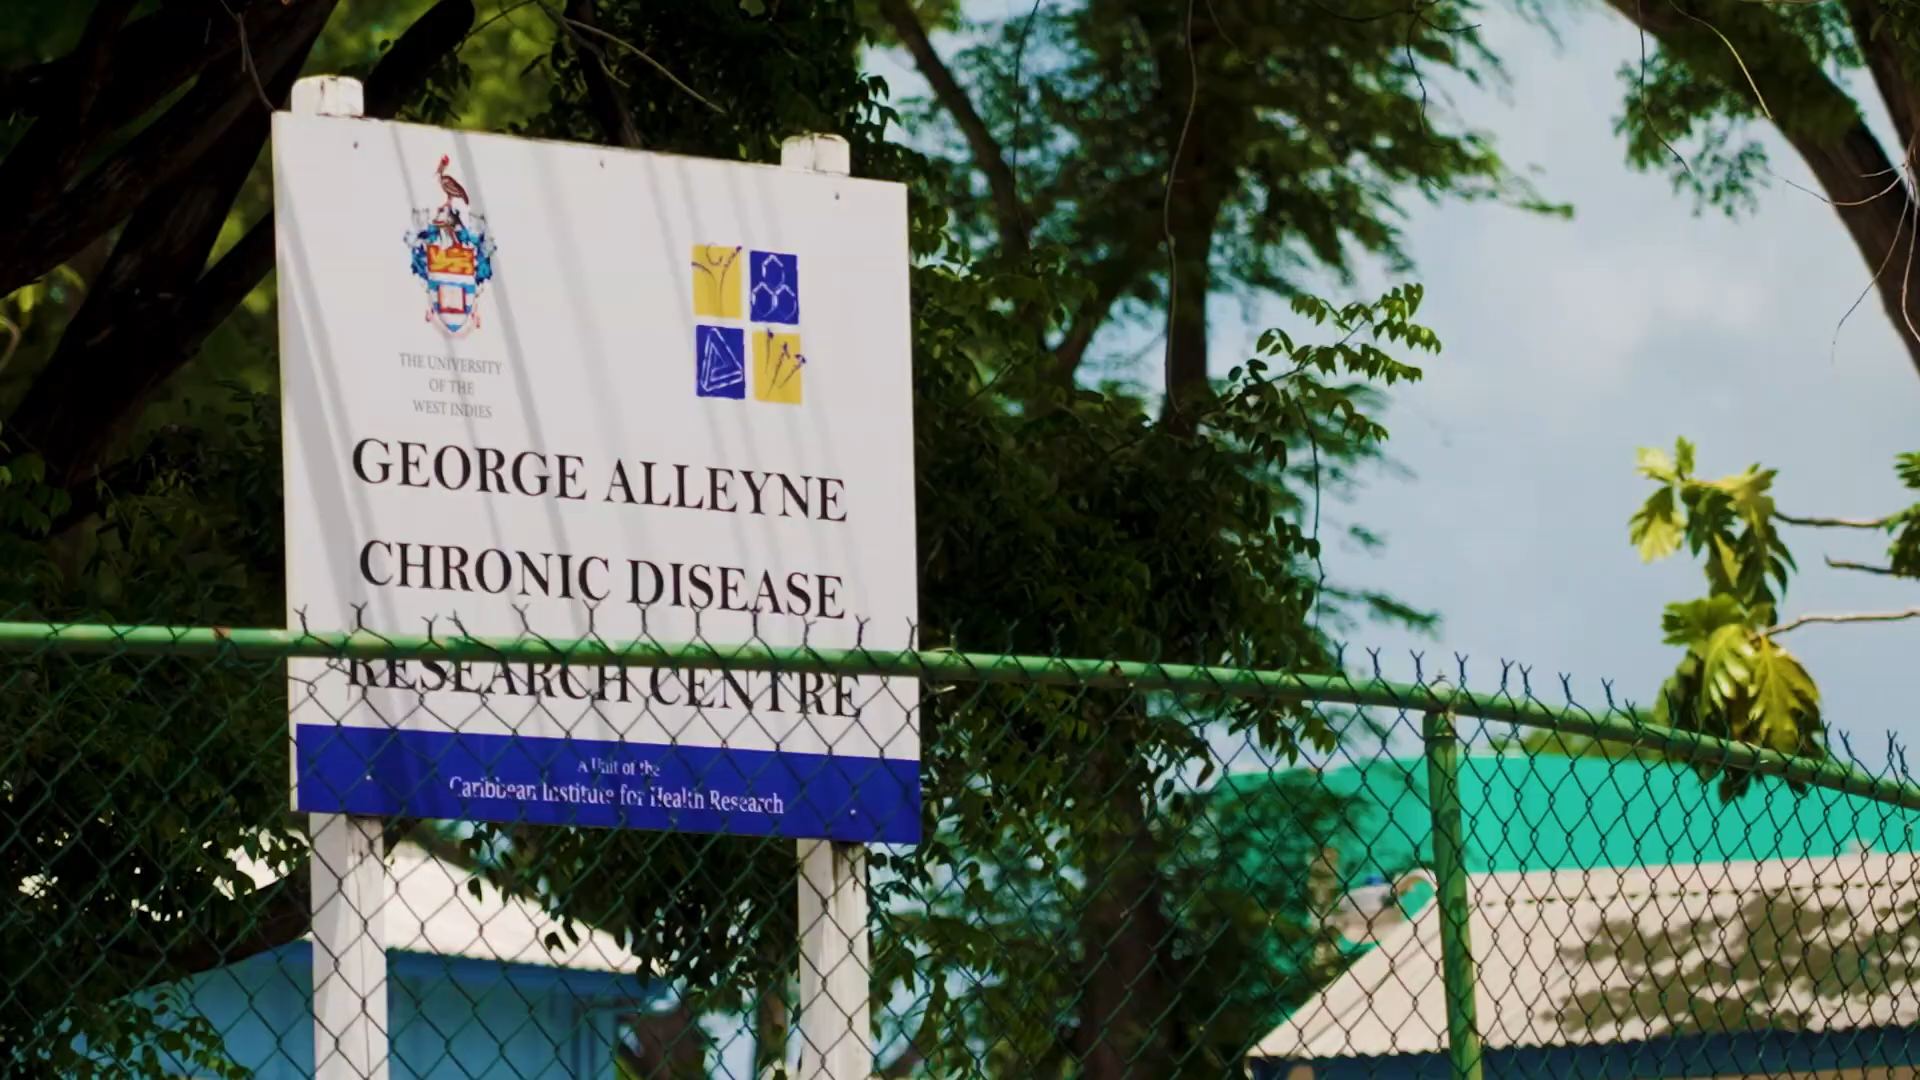 THE UNIVERSITY
OF THE
WEST INDIES
GEORGE ALLEYNE
CHRONIC DISEASE
RESEARCH CENTRE
A Unit of the
Caribbean Institute for Health Research